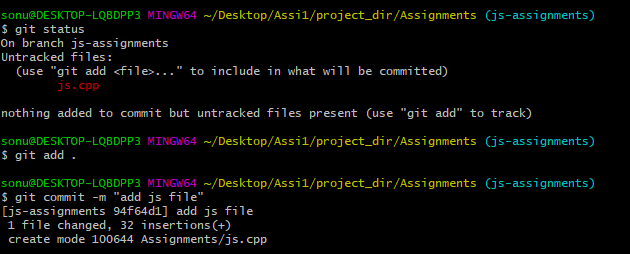 sonu@DESKTOP-LQBDPP3 MINGW64 ~/Desktop/Assi1/project_dir/Assignments (js-assignments)
$ git status
On branch js-assignments
Untracked files:
  (use "git add <file>..." to include in what will be committed)
        js.cpp

nothing added to commit but untracked files present (use "git add" to track)

sonu@DESKTOP-LQBDPP3 MINGW64 ~/Desktop/Assi1/project_dir/Assignments (js-assignments)
$ git add .

sonu@DESKTOP-LQBDPP3 MINGW64 ~/Desktop/Assi1/project_dir/Assignments (js-assignments)
$ git commit -m "add js file"
[js-assignments 94f64d1] add js file
 1 file changed, 32 insertions(+)
 create mode 100644 Assignments/js.cpp